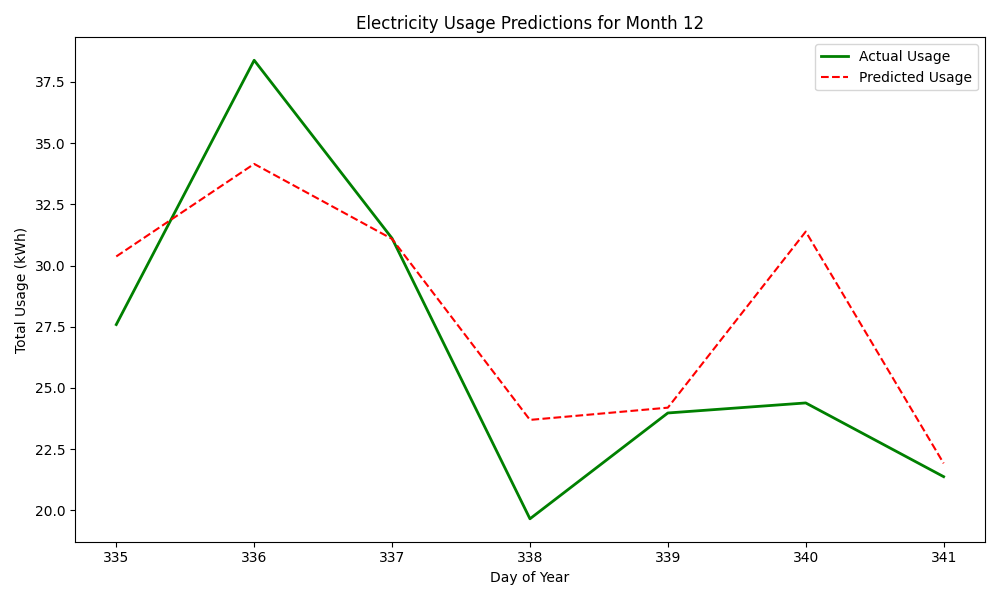 Electricity Usage Predictions for Month 12
Actual Usage
Predicted Usage
Total Usage (kWh)
37.5
35.0
32.5
30.0
27.5
25.0
22.5
20.0
335 336 337 338 339 340 341
Day of Year